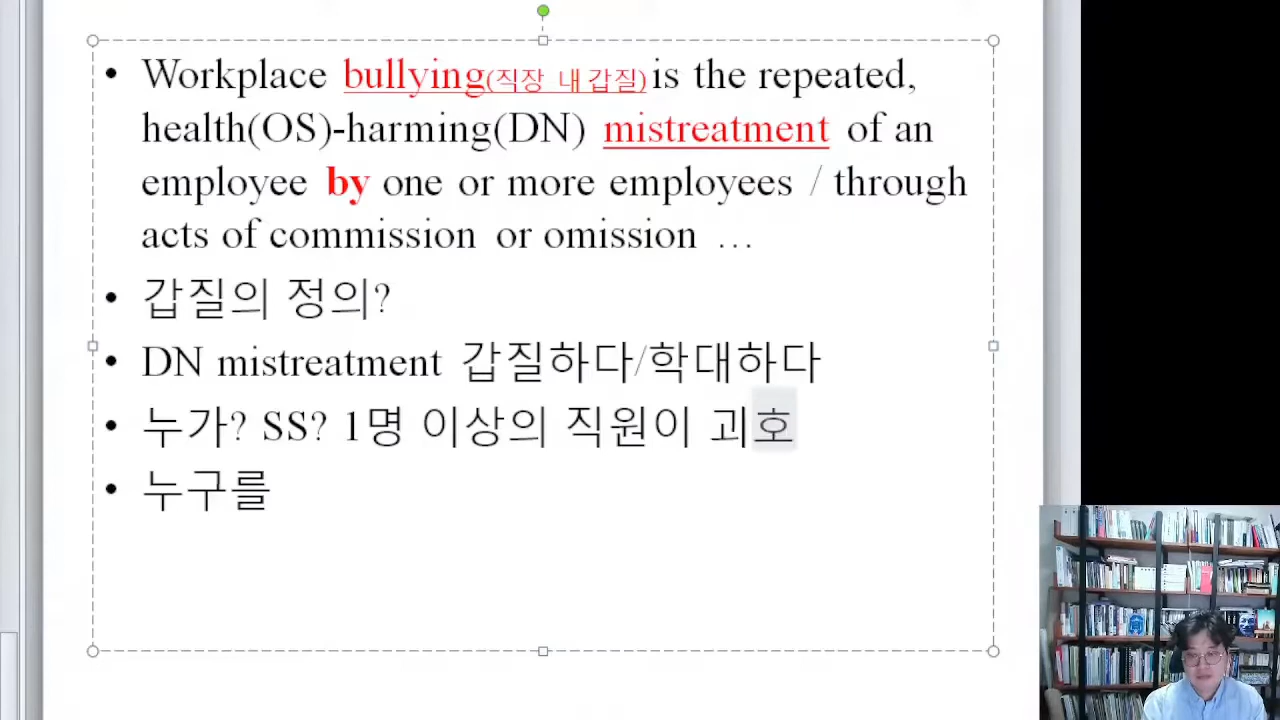 • Workplace bullying(직장 내 갑질) is the repeated,
health(OS)-harming(DN) mistreatment of an
employee by one or more employees / through
acts of commission or omission …
• 갑질의 정의?
• DN mistreatment 갑질하다/학대하다
• 누가? SS? 1명 이상의 직원이 괴호
• 누구를